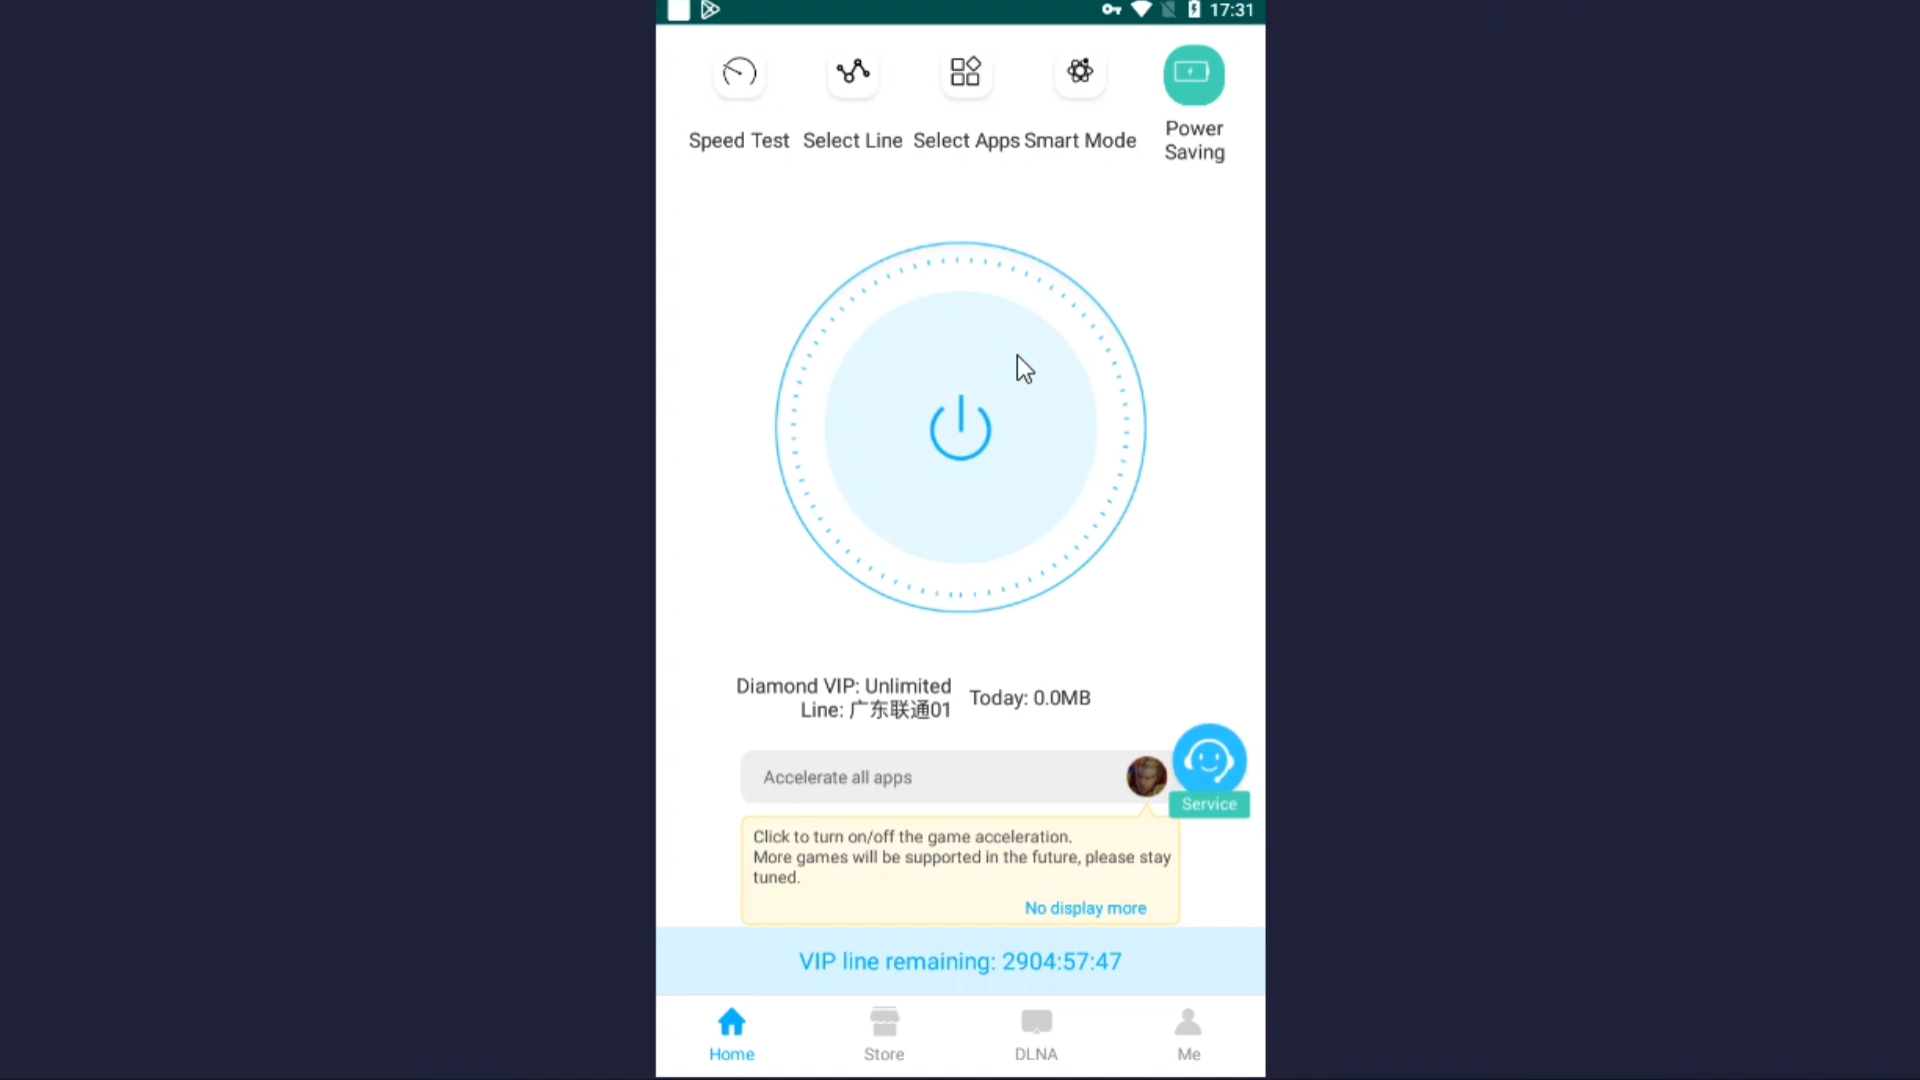 17:31
Speed Test
Select Line
Select Apps
Smart Mode
Power
Saving
Diamond VIP: Unlimited
Line: 广东联通01
Today: 0.0MB
Accelerate all apps
Service
Click to turn on/off the game acceleration.
More games will be supported in the future, please stay
tuned.
No display more
VIP line remaining: 2904:57:47
Home
Store
DLNA
Me